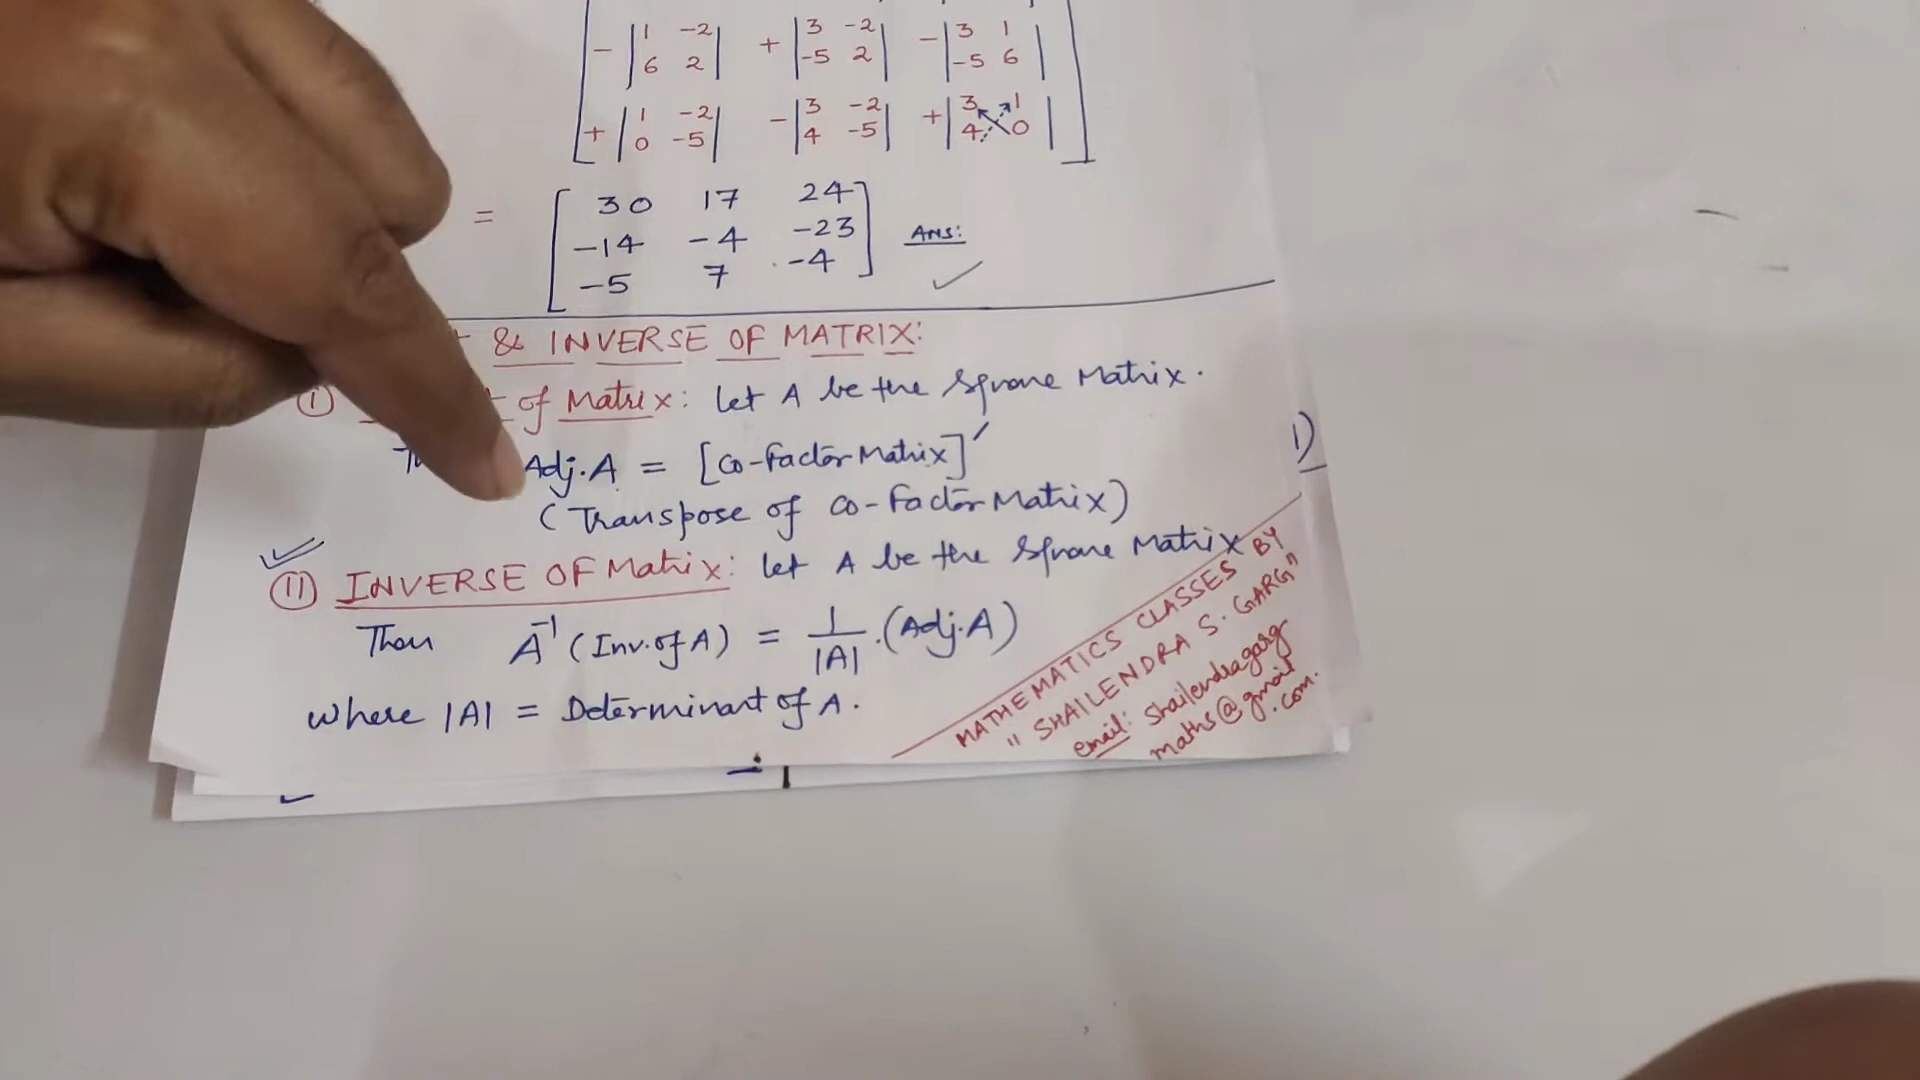 - | 1 -2 | + | 3 -2 | - | 3 1 |
| 6 2 | | -5 2 | | -5 6 |
+ | 1 -2 | - | 3 -2 | + | 3 1 |
| 0 -5 | | 4 -5 | | 4 0 |
= [ 30 17 24 ]
[ -14 -4 -23 ] ANS:
[ -5 7 -4 ]
& INVERSE OF MATRIX:
(I) of Matrix: Let A be the Square Matrix.
Adj.A = [Co-Factor Matrix]'
(Transpose of Co-Factor Matrix)
(II) INVERSE OF Matrix: Let A be the Square Matrix
Then A⁻¹ (Inv. of A) = 1/|A| . (Adj.A)
where |A| = Determinant of A.
MATHEMATICS CLASSES BY
"SHAILENDRA S. GARG"
email: shailendragarg
maths@gmail
.com.
1)